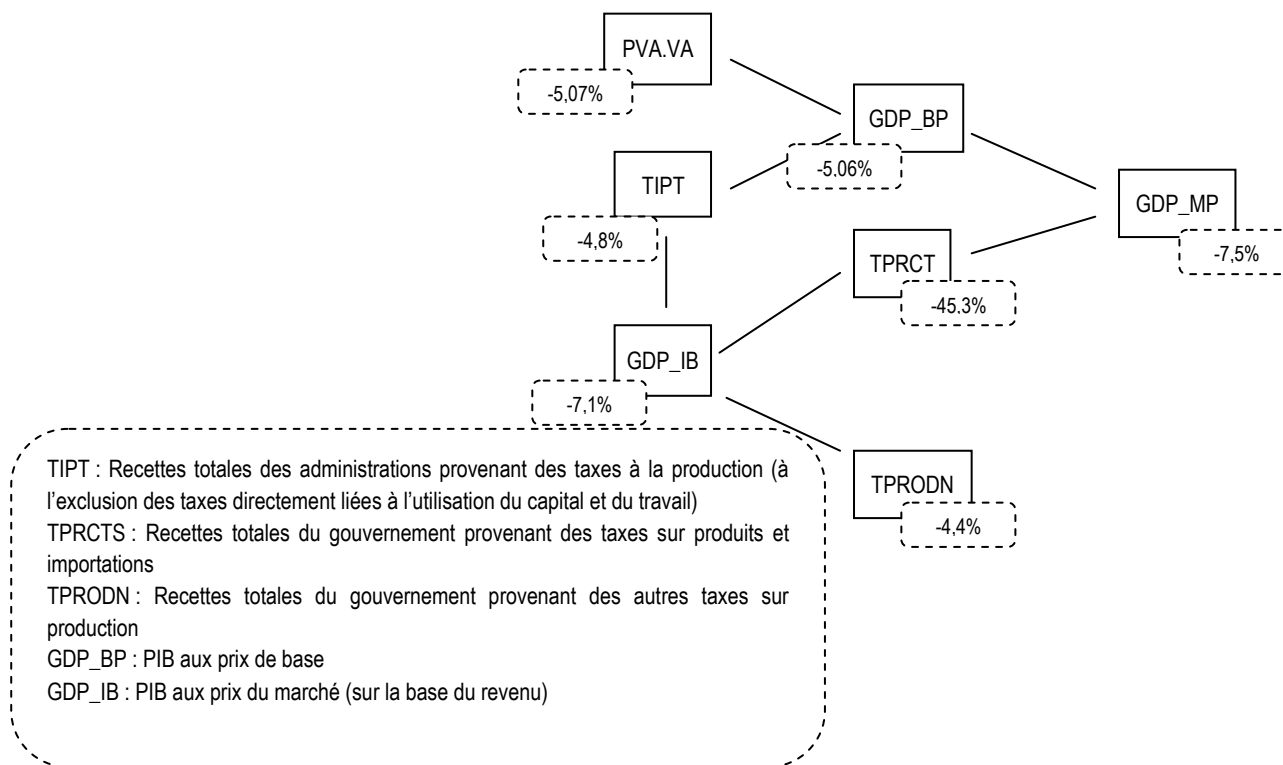 PVA.VA
-5,07%
GDP_BP
-5.06%
TIPT
-4,8%
GDP_MP
-7,5%
TPRCT
-45.3%
GDP_IB
-7,1%
TPRODN
-4,4%
TIPT : Recettes totales des administrations provenant des taxes à la production (à
l’exclusion des taxes directement liées à l’utilisation du capital et du travail)
TPRCTS : Recettes totales du gouvernement provenant des taxes sur produits et
importations
TPRODN : Recettes totales du gouvernement provenant des autres taxes sur
production
GDP_BP : PIB aux prix de base
GDP_IB : PIB aux prix du marché (sur la base du revenu)